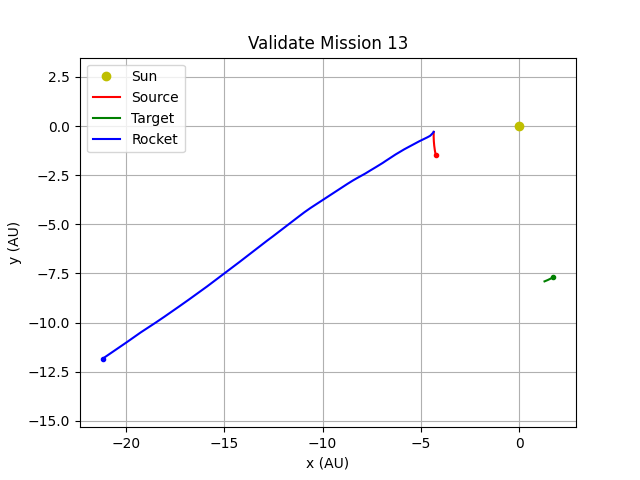 Validate Mission 13
Sun
Source
Target
Rocket
2.5
0.0
−2.5
−5.0
−7.5
−10.0
−12.5
−15.0
y (AU)
−20
−15
−10
−5
0
x (AU)